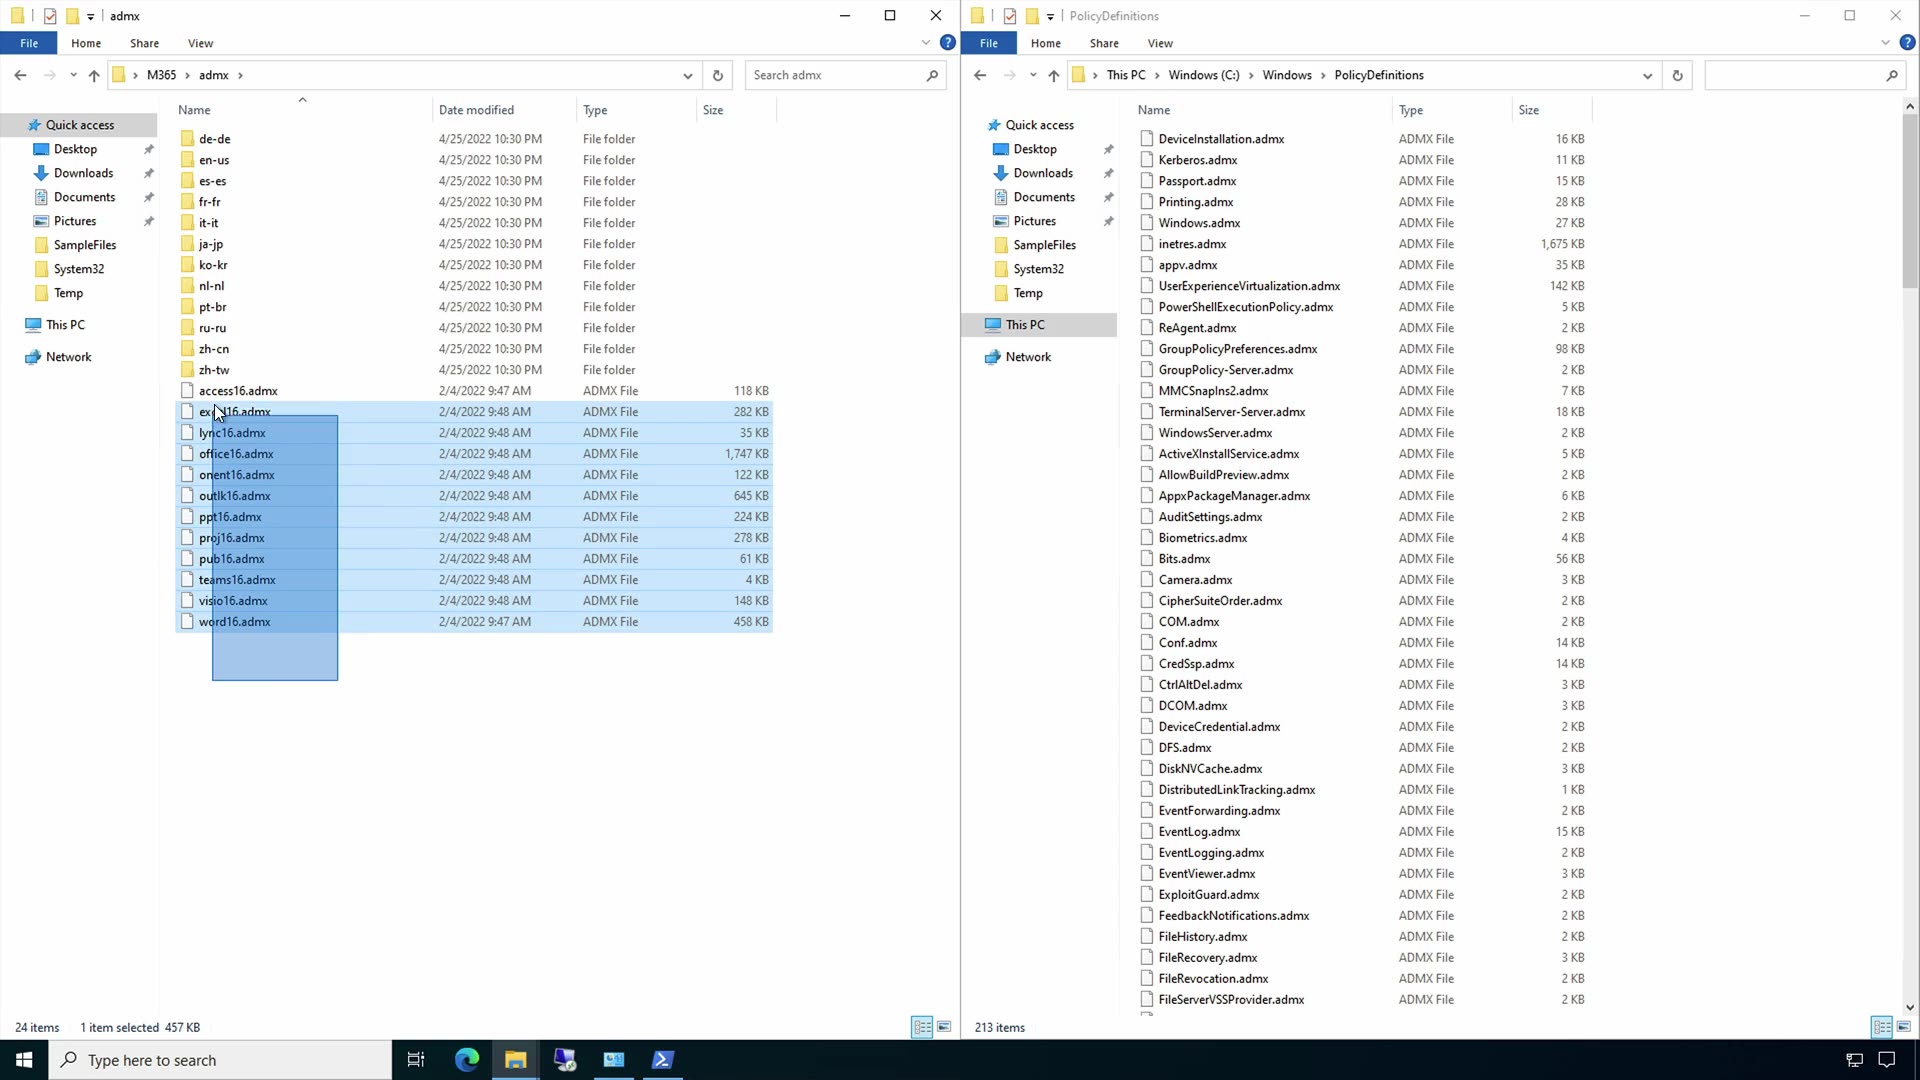 admx
File Home Share View
M365 > admx >
Search admx
Name Date modified Type Size
Quick access
Desktop
Downloads
Documents
Pictures
SampleFiles
System32
Temp
This PC
Network
de-de 4/25/2022 10:30 PM File folder
en-us 4/25/2022 10:30 PM File folder
es-es 4/25/2022 10:30 PM File folder
fr-fr 4/25/2022 10:30 PM File folder
it-it 4/25/2022 10:30 PM File folder
ja-jp 4/25/2022 10:30 PM File folder
ko-kr 4/25/2022 10:30 PM File folder
nl-nl 4/25/2022 10:30 PM File folder
pt-br 4/25/2022 10:30 PM File folder
ru-ru 4/25/2022 10:30 PM File folder
zh-cn 4/25/2022 10:30 PM File folder
zh-tw 4/25/2022 10:30 PM File folder
access16.admx 2/4/2022 9:47 AM ADMX File 118 KB
2/4/2022 9:48 AM ADMX File 282 KB
lync16.admx 2/4/2022 9:48 AM ADMX File 35 KB
office16.admx 2/4/2022 9:48 AM ADMX File 1,747 KB
onent16.admx 2/4/2022 9:48 AM ADMX File 122 KB
outlk16.admx 2/4/2022 9:48 AM ADMX File 645 KB
ppt16.admx 2/4/2022 9:48 AM ADMX File 224 KB
proj16.admx 2/4/2022 9:48 AM ADMX File 278 KB
pub16.admx 2/4/2022 9:48 AM ADMX File 61 KB
teams16.admx 2/4/2022 9:48 AM ADMX File 4 KB
visio16.admx 2/4/2022 9:48 AM ADMX File 148 KB
word16.admx 2/4/2022 9:47 AM ADMX File 458 KB
24 items 1 item selected 457 KB
PolicyDefinitions
File Home Share View
> This PC > Windows (C:) > Windows > PolicyDefinitions
Name Type Size
Quick access
Desktop
Downloads
Documents
Pictures
SampleFiles
System32
Temp
This PC
Network
DeviceInstallation.admx ADMX File 16 KB
Kerberos.admx ADMX File 11 KB
Passport.admx ADMX File 15 KB
Printing.admx ADMX File 28 KB
Windows.admx ADMX File 27 KB
inetres.admx ADMX File 1,675 KB
appv.admx ADMX File 35 KB
UserExperienceVirtualization.admx ADMX File 142 KB
PowerShellExecutionPolicy.admx ADMX File 5 KB
ReAgent.admx ADMX File 2 KB
GroupPolicyPreferences.admx ADMX File 98 KB
GroupPolicy-Server.admx ADMX File 2 KB
MMCSnapIns2.admx ADMX File 7 KB
TerminalServer-Server.admx ADMX File 18 KB
WindowsServer.admx ADMX File 2 KB
ActiveXInstallService.admx ADMX File 5 KB
AllowBuildPreview.admx ADMX File 2 KB
AppxPackageManager.admx ADMX File 6 KB
AuditSettings.admx ADMX File 2 KB
Biometrics.admx ADMX File 4 KB
Bits.admx ADMX File 56 KB
Camera.admx ADMX File 3 KB
CipherSuiteOrder.admx ADMX File 2 KB
COM.admx ADMX File 2 KB
Conf.admx ADMX File 14 KB
CredSsp.admx ADMX File 14 KB
CtrlAltDel.admx ADMX File 3 KB
DCOM.admx ADMX File 3 KB
DeviceCredential.admx ADMX File 2 KB
DFS.admx ADMX File 2 KB
DiskNVCache.admx ADMX File 3 KB
DistributedLinkTracking.admx ADMX File 1 KB
EventForwarding.admx ADMX File 2 KB
EventLog.admx ADMX File 15 KB
EventLogging.admx ADMX File 2 KB
EventViewer.admx ADMX File 3 KB
ExploitGuard.admx ADMX File 2 KB
FeedbackNotifications.admx ADMX File 2 KB
FileHistory.admx ADMX File 2 KB
FileRecovery.admx ADMX File 3 KB
FileRevocation.admx ADMX File 2 KB
FileServerVSSProvider.admx ADMX File 2 KB
213 items
Type here to search